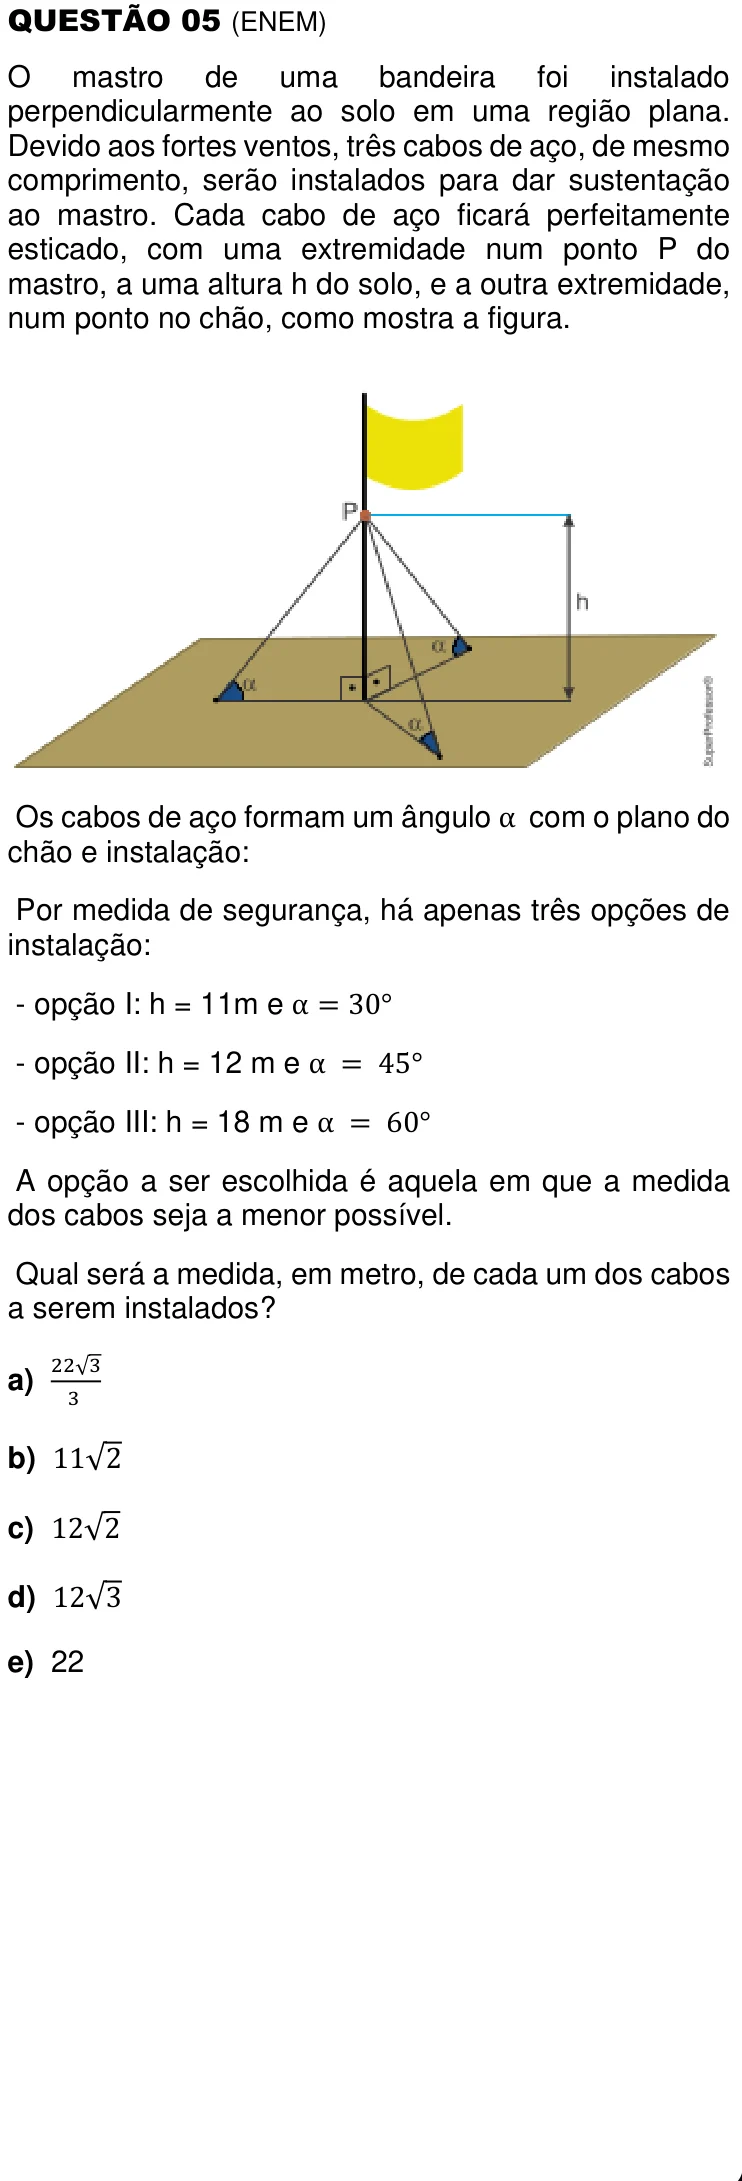 QUESTÃO 05 (ENEM)
O mastro de uma bandeira foi instalado
perpendicularmente ao solo em uma região plana.
Devido aos fortes ventos, três cabos de aço, de mesmo
comprimento, serão instalados para dar sustentação
ao mastro. Cada cabo de aço ficará perfeitamente
esticado, com uma extremidade num ponto P do
mastro, a uma altura h do solo, e a outra extremidade,
num ponto no chão, como mostra a figura.
P
h
α
α
α
SuperProfessor®
Os cabos de aço formam um ângulo α com o plano do
chão e instalação:
Por medida de segurança, há apenas três opções de
instalação:
- opção I: h = 11m e α = 30°
- opção II: h = 12 m e α = 45°
- opção III: h = 18 m e α = 60°
A opção a ser escolhida é aquela em que a medida
dos cabos seja a menor possível.
Qual será a medida, em metro, de cada um dos cabos
a serem instalados?
a) 22√3/3
b) 11√2
c) 12√2
d) 12√3
e) 22